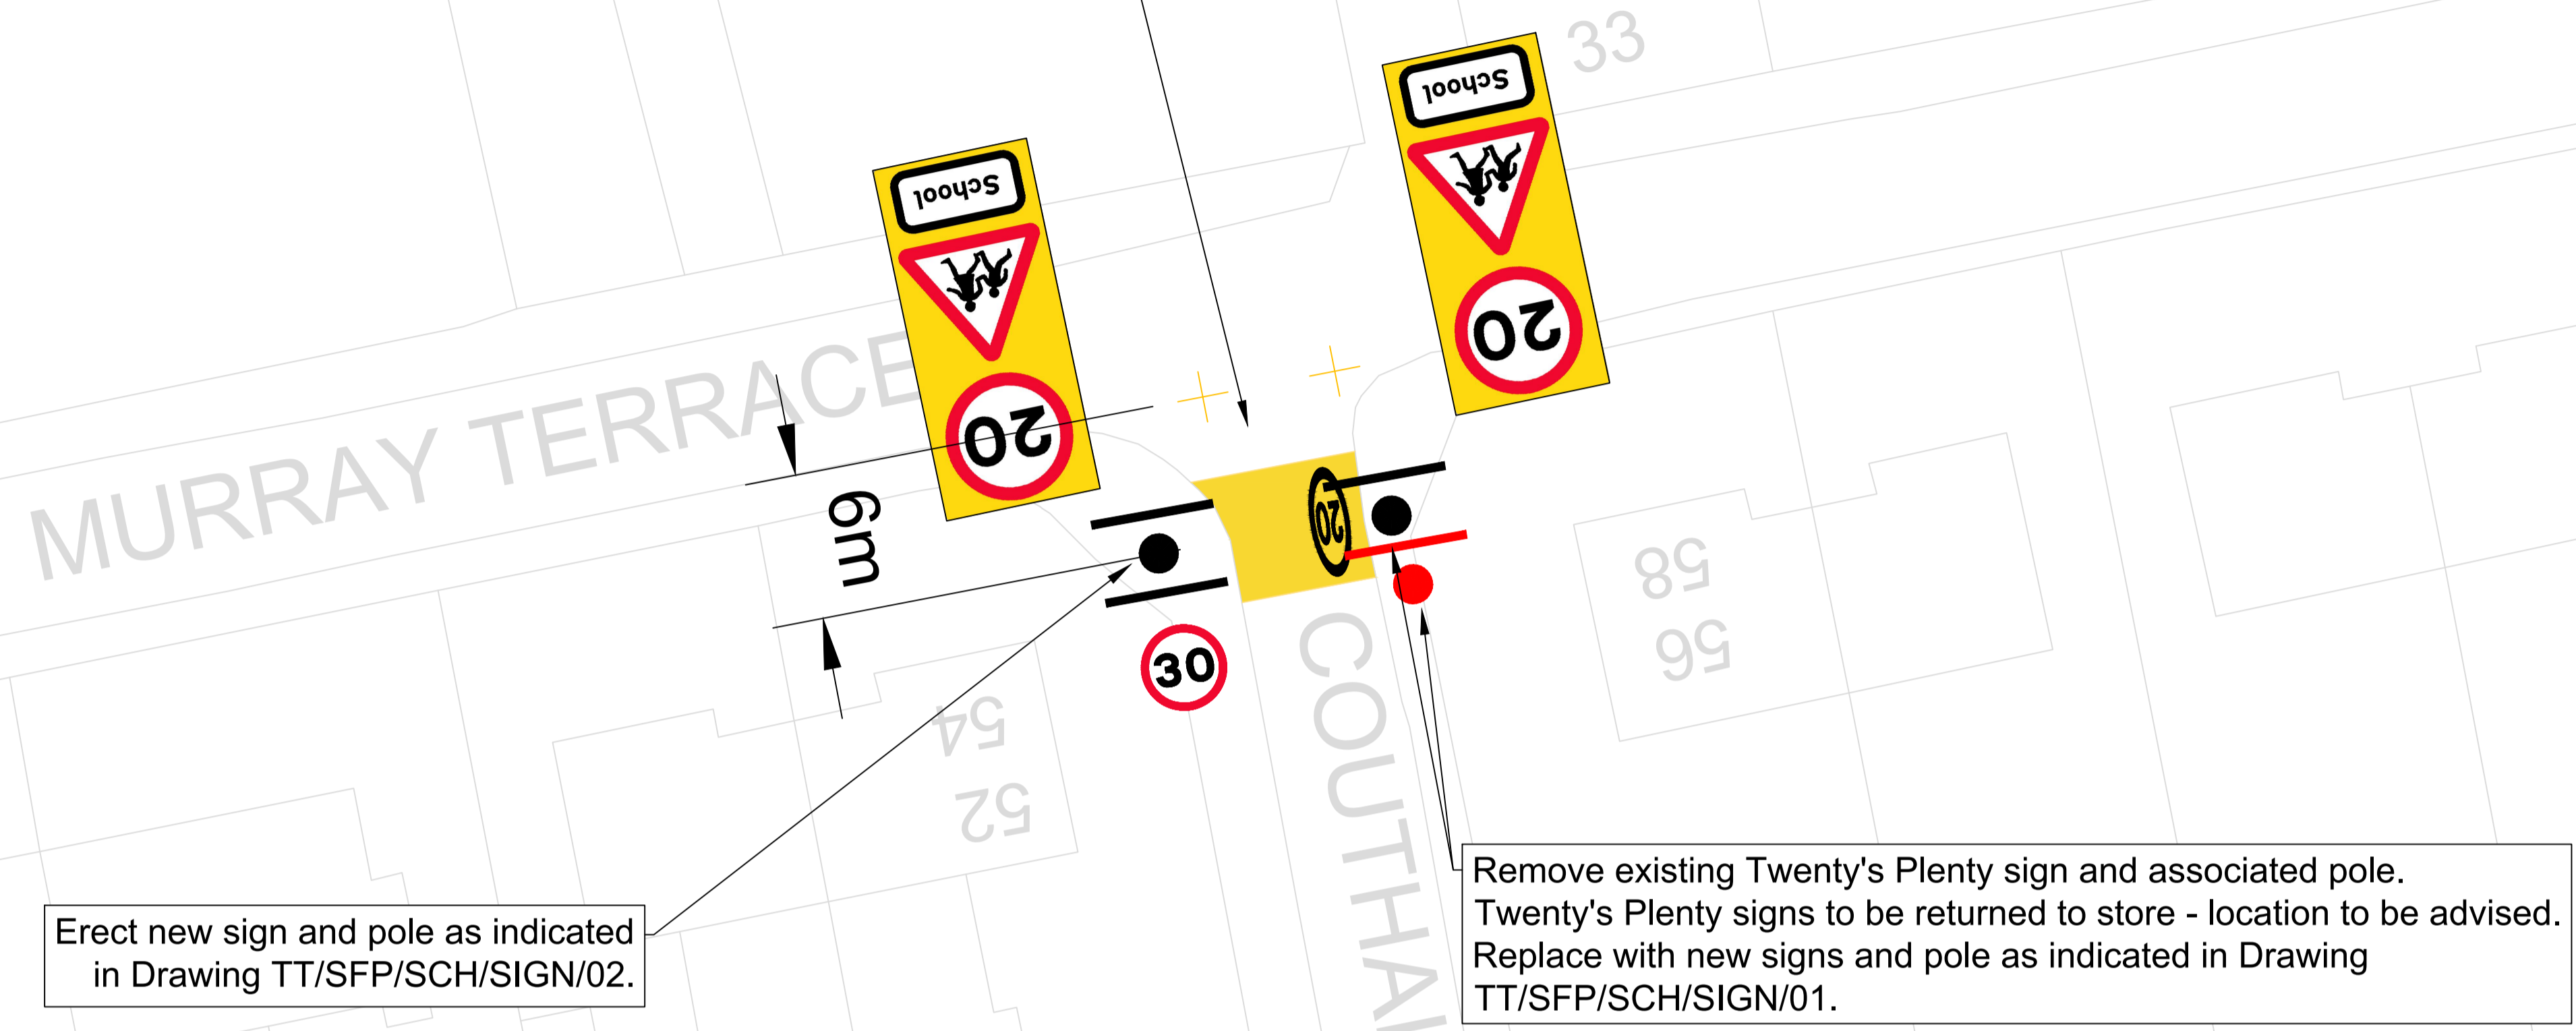 33
School
20
School
20
MURRAY TERRACE
6m
20
30
58
56
54
52
COUTHAI
Erect new sign and pole as indicated
in Drawing TT/SFP/SCH/SIGN/02.
Remove existing Twenty's Plenty sign and associated pole.
Twenty's Plenty signs to be returned to store - location to be advised.
Replace with new signs and pole as indicated in Drawing
TT/SFP/SCH/SIGN/01.